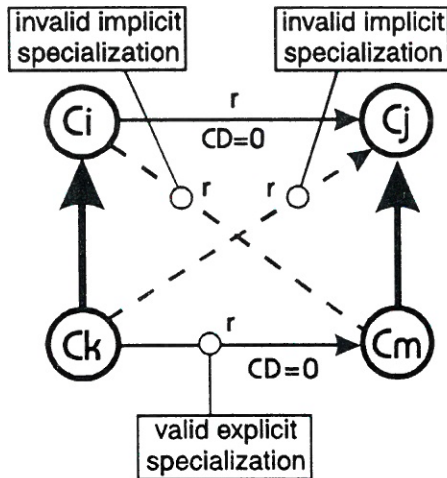 invalid implicit
specialization
invalid implicit
specialization
Ci
r
CD=0
Cj
r
r
Ck
r
CD=0
Cm
valid explicit
specialization